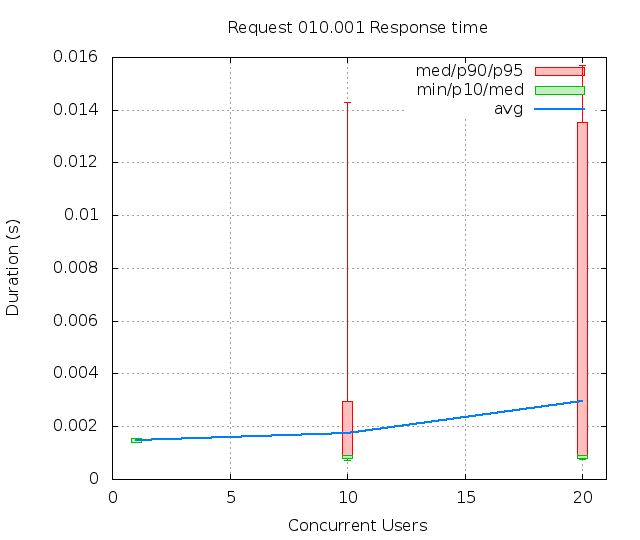 Request 010.001 Response time
0.016
0.014
0.012
0.01
0.008
0.006
0.004
0.002
0
Duration (s)
med/p90/p95
min/p10/med
avg
0 5 10 15 20
Concurrent Users